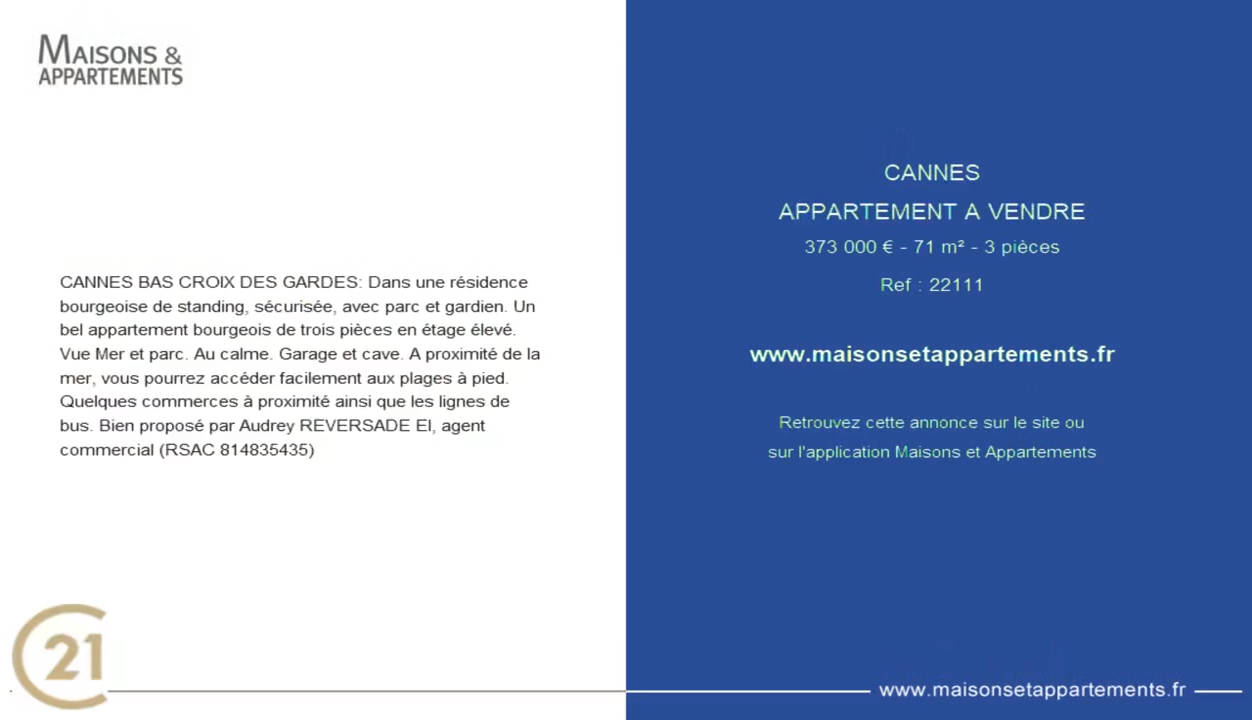 MAISONS &
APPARTEMENTS
CANNES BAS CROIX DES GARDES: Dans une résidence
bourgeoise de standing, sécurisée, avec parc et gardien. Un
bel appartement bourgeois de trois pièces en étage élevé.
Vue Mer et parc. Au calme. Garage et cave. A proximité de la
mer, vous pourrez accéder facilement aux plages à pied.
Quelques commerces à proximité ainsi que les lignes de
bus. Bien proposé par Audrey REVERSADE EI, agent
commercial (RSAC 814835435)
C21
CANNES
APPARTEMENT A VENDRE
373 000 € - 71 m² - 3 pièces
Ref : 22111
www.maisonsetappartements.fr
Retrouvez cette annonce sur le site ou
sur l'application Maisons et Appartements
www.maisonsetappartements.fr